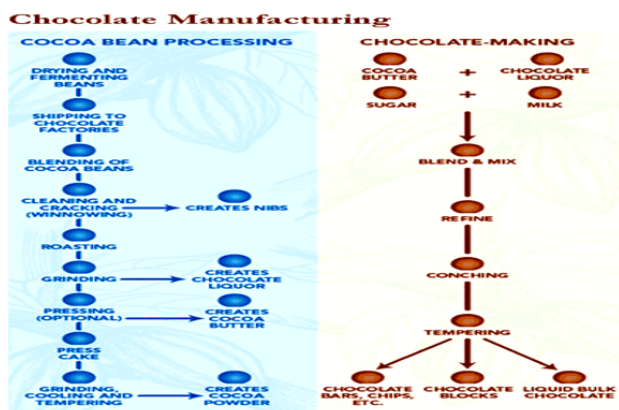 Chocolate Manufacturing
COCOA BEAN PROCESSING
DRYING AND
FERMENTING
BEANS
SHIPPING TO
CHOCOLATE
FACTORIES
BLENDING OF
COCOA BEANS
CLEANING AND
CRACKING
(WINNOWING)
CREATES NIBS
ROASTING
GRINDING
CREATES
CHOCOLATE
LIQUOR
PRESSING
(OPTIONAL)
CREATES
COCOA
BUTTER
PRESS
CAKE
GRINDING,
COOLING AND
TEMPERING
CREATES
COCOA
POWDER
CHOCOLATE-MAKING
COCOA
BUTTER
+
CHOCOLATE
LIQUOR
SUGAR
+
MILK
BLEND & MIX
REFINE
CONCHING
TEMPERING
CHOCOLATE
BARS, CHIPS,
ETC.
CHOCOLATE
BLOCKS
LIQUID BULK
CHOCOLATE